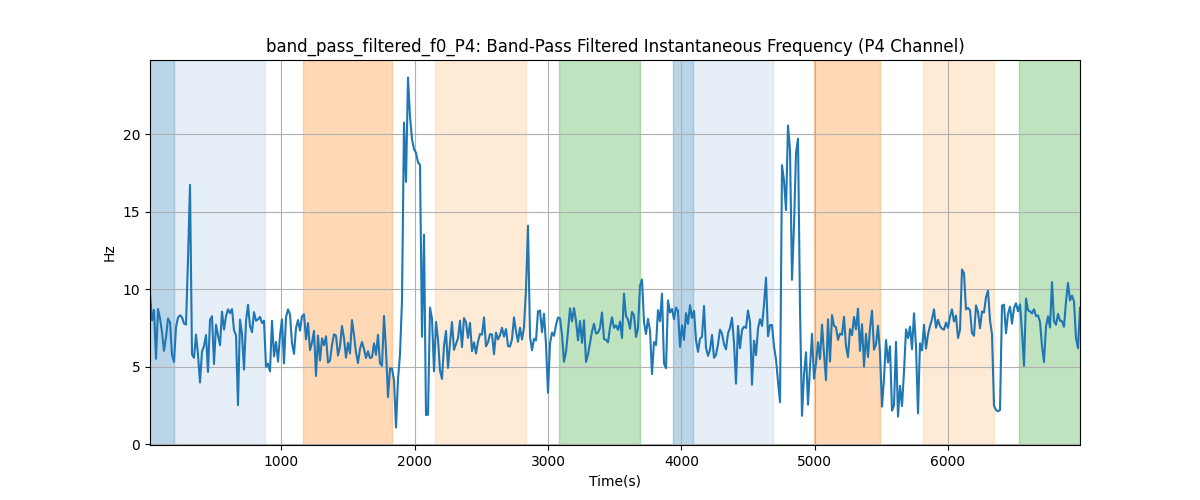 band_pass_filtered_f0_P4: Band-Pass Filtered Instantaneous Frequency (P4 Channel)
Hz
20
15
10
5
0
1000 2000 3000 4000 5000 6000
Time(s)